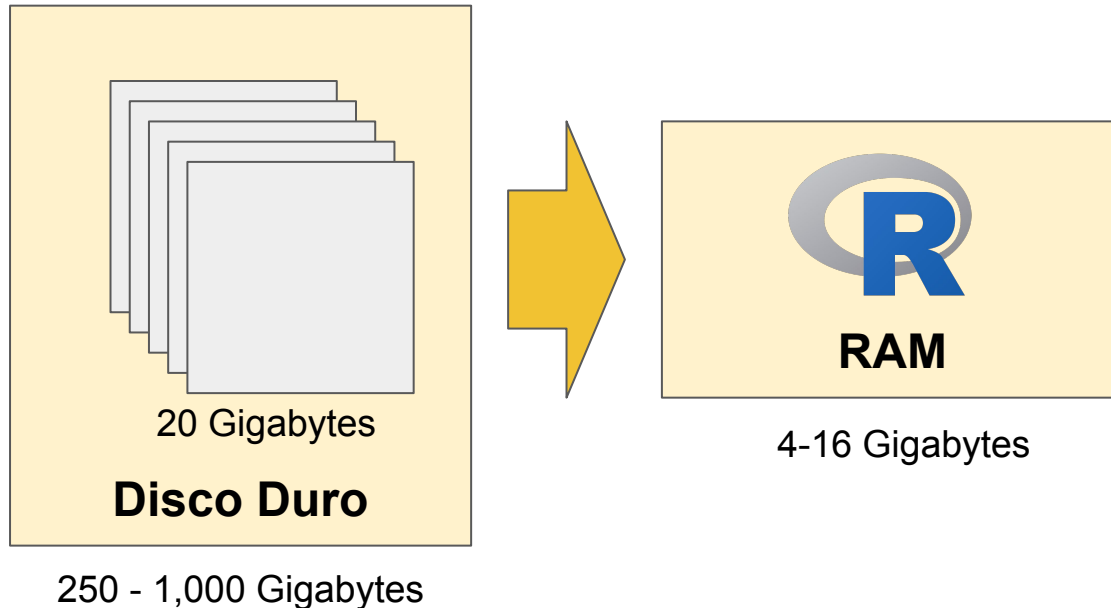 20 Gigabytes
Disco Duro
250 - 1,000 Gigabytes
R
RAM
4-16 Gigabytes